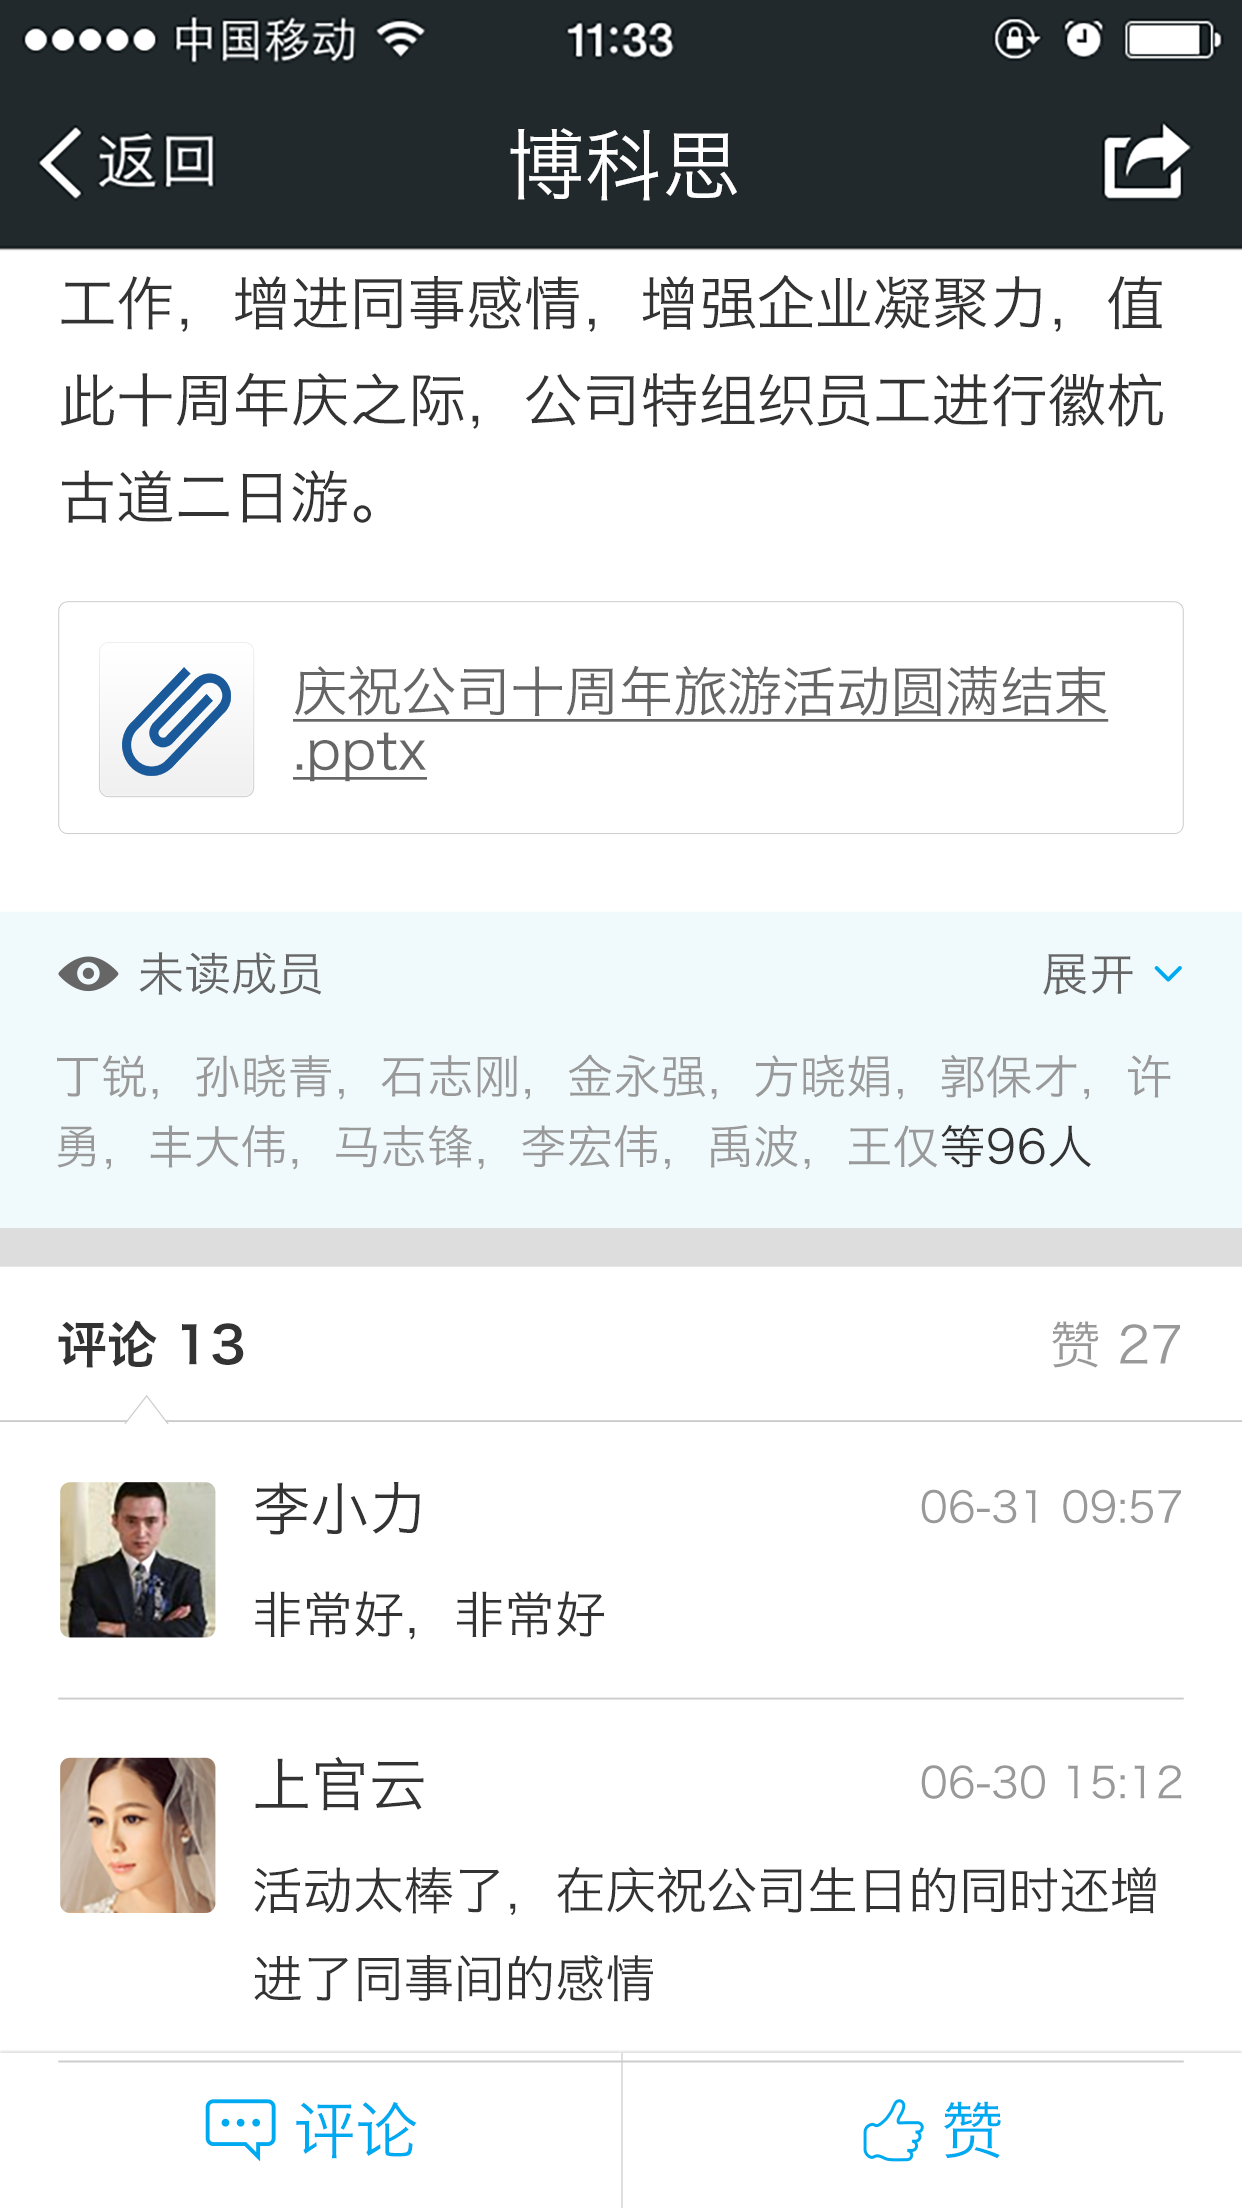 中国移动 11:33
返回 博科思
工作，增进同事感情，增强企业凝聚力，值
此十周年庆之际，公司特组织员工进行徽杭
古道二日游。
庆祝公司十周年旅游活动圆满结束
.pptx
未读成员 展开
丁锐，孙晓青，石志刚，金永强，方晓娟，郭保才，许
勇，丰大伟，马志锋，李宏伟，禹波，王仅等96人
评论 13 赞 27
李小力 06-31 09:57
非常好，非常好
上官云 06-30 15:12
活动太棒了，在庆祝公司生日的同时还增
进了同事间的感情
评论 赞